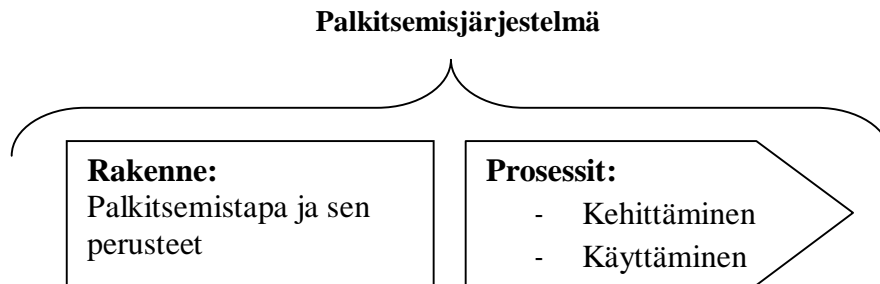 Palkitsemisjärjestelmä
Rakenne:
Palkitsemistapa ja sen
perusteet
Prosessit:
- Kehittäminen
- Käyttäminen